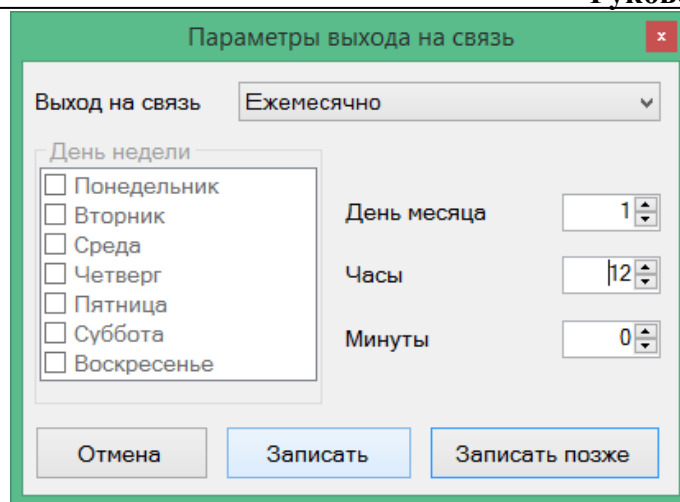 Параметры выхода на связь
x
Выход на связь Ежемесячно
День недели
Понедельник
Вторник
Среда
Четверг
Пятница
Суббота
Воскресенье
День месяца 1
Часы 12
Минуты 0
Отмена Записать Записать позже